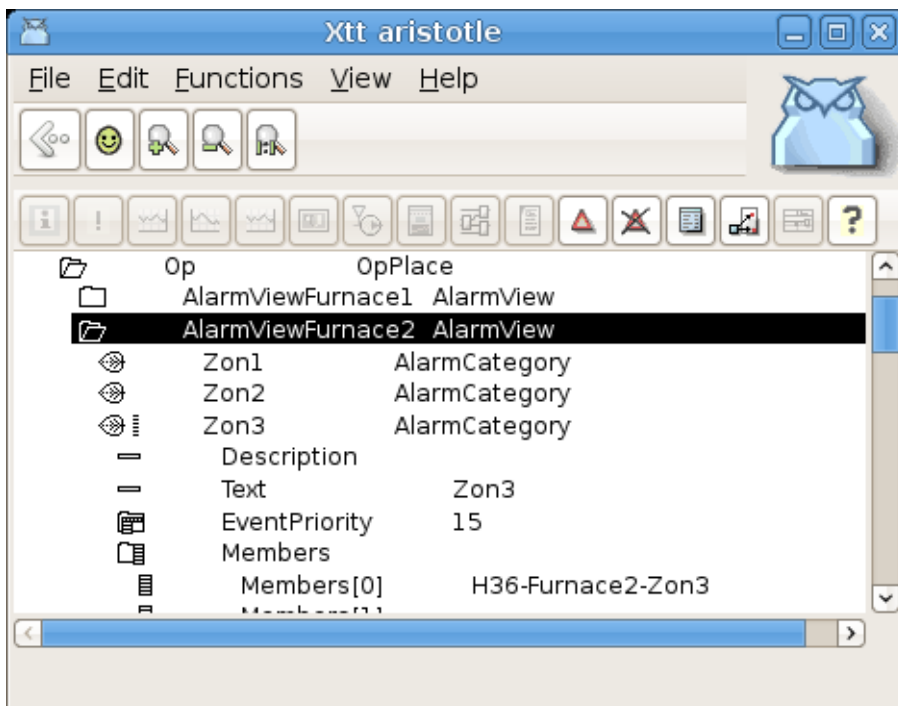 Xtt aristotle
File Edit Functions View Help
Op OpPlace
AlarmViewFurnace1 AlarmView
AlarmViewFurnace2 AlarmView
Zon1 AlarmCategory
Zon2 AlarmCategory
Zon3 AlarmCategory
Description
Text Zon3
EventPriority 15
Members
Members[0] H36-Furnace2-Zon3